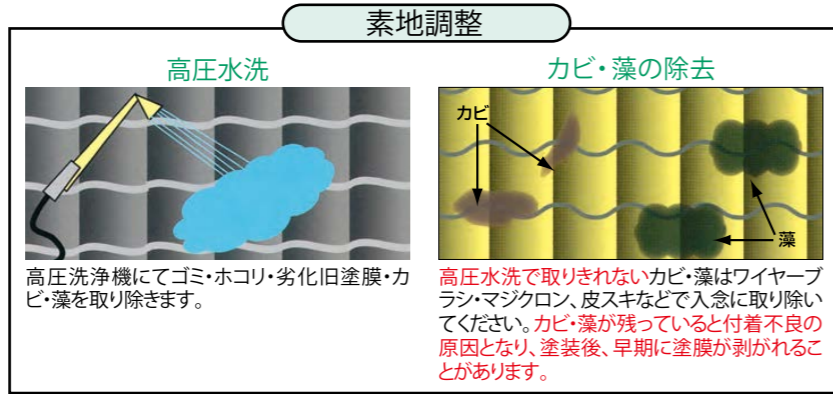 素地調整
高圧水洗
高圧洗浄機にてゴミ・ホコリ・劣化旧塗膜・カ
ビ・藻を取り除きます。
カビ・藻の除去
カビ
藻
高圧水洗で取りきれないカビ・藻はワイヤーブ
ラシ・マジクロン、皮スキなどで入念に取り除い
てください。カビ・藻が残っていると付着不良の
原因となり、塗装後、早期に塗膜が剥がれるこ
とがあります。